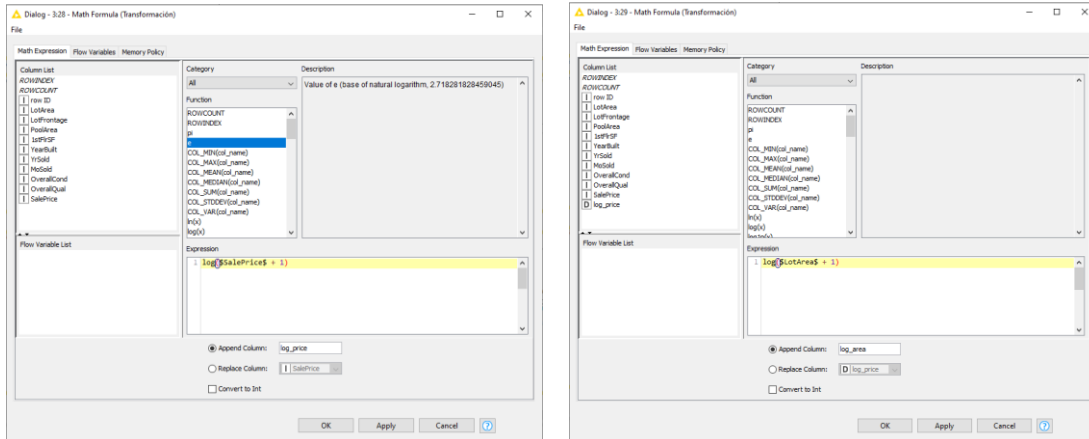 Dialog - 3:28 - Math Formula (Transformación)
File
Math Expression Flow Variables Memory Policy
Column List
ROWINDEX
ROWCOUNT
I row ID
I LotArea
I LotFrontage
I PoolArea
I 1stFlrSF
I YearBuilt
I YrSold
I MoSold
I OverallCond
I OverallQual
I SalePrice
Flow Variable List
Category
All
Function
ROWCOUNT
ROWINDEX
pi
e
COL_MIN(col_name)
COL_MAX(col_name)
COL_MEAN(col_name)
COL_MEDIAN(col_name)
COL_SUM(col_name)
COL_STDDEV(col_name)
COL_VAR(col_name)
ln(x)
log(x)
Description
Value of e (base of natural logarithm, 2.718281828459045)
Expression
1 log($SalePrice$ + 1)
Append Column: log_price
Replace Column: I SalePrice
Convert to Int
OK Apply Cancel ?
Dialog - 3:29 - Math Formula (Transformación)
File
Math Expression Flow Variables Memory Policy
Column List
ROWINDEX
ROWCOUNT
I row ID
I LotArea
I LotFrontage
I PoolArea
I 1stFlrSF
I YearBuilt
I YrSold
I MoSold
I OverallCond
I OverallQual
I SalePrice
D log_price
Flow Variable List
Category
All
Function
ROWCOUNT
ROWINDEX
pi
e
COL_MIN(col_name)
COL_MAX(col_name)
COL_MEAN(col_name)
COL_MEDIAN(col_name)
COL_SUM(col_name)
COL_STDDEV(col_name)
COL_VAR(col_name)
ln(x)
log(x)
Description
Expression
1 log($LotArea$ + 1)
Append Column: log_area
Replace Column: D log_price
Convert to Int
OK Apply Cancel ?